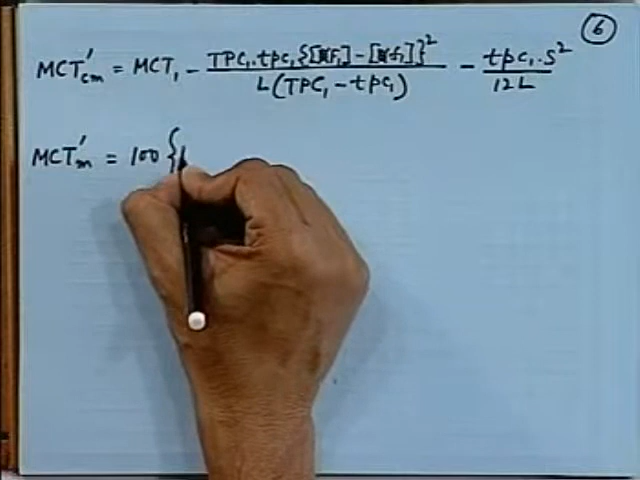 6
MCT'cm = MCT₁ - TPC₁.tpc₁{[] - []}² / L(TPC₁ - tpc₁) - tpc₁.s² / 12L
MCT'm = 100 {